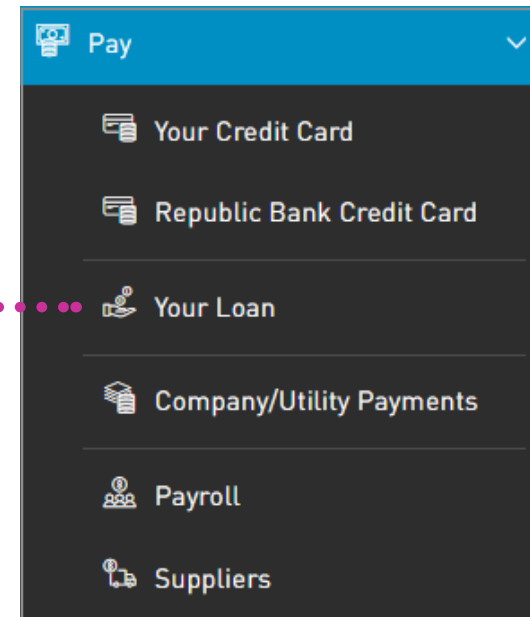 Pay
Your Credit Card
Republic Bank Credit Card
Your Loan
Company/Utility Payments
Payroll
Suppliers